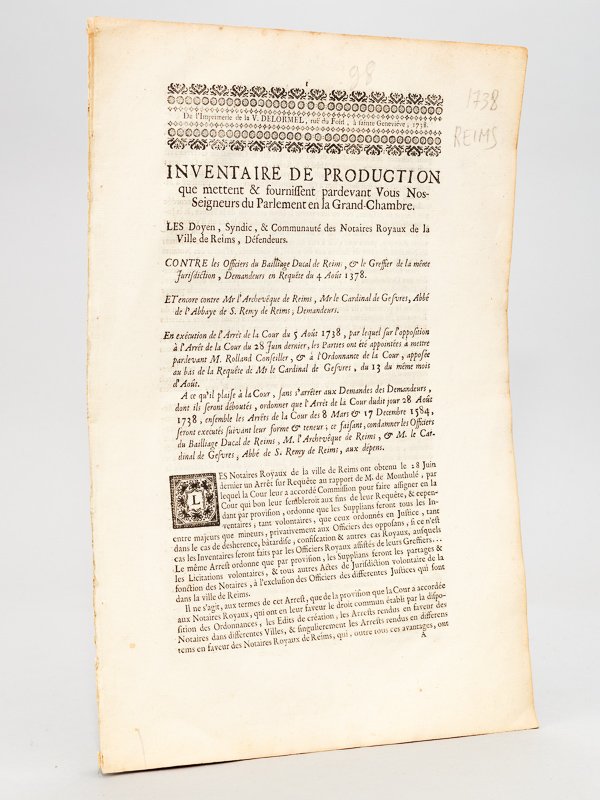 1
98
1738
REIMS
De l'Imprimerie de la V. DELORMEL, ruë du Foin, à sainte Geneviéve, 1738.
INVENTAIRE DE PRODUCTION
que mettent & fournissent pardevant Vous Nos-
Seigneurs du Parlement en la Grand-Chambre.
LES Doyen, Syndic, & Communauté des Notaires Royaux de la
Ville de Reims, Défendeurs.
CONTRE les Officiers du Bailliage Ducal de Reims, & le Greffier de la même
Jurisdiction, Demandeurs en Requête du 4 Août 1378.
ET encore contre Mr l'Archevêque de Reims, Mr le Cardinal de Gesvres, Abbé
de l'Abbaye de S. Remy de Reims, Demandeurs.
En exécution de l'Arrêt de la Cour du 5 Août 1738, par lequel sur l'opposition
à l'Arrêt de la Cour du 28 Juin dernier, les Parties ont été appointées à mettre
pardevant M. Rolland Conseiller, & à l'Ordonnance de la Cour, apposée
au bas de la Requête de Mr le Cardinal de Gesvres, du 13 du même mois
d'Août.
A ce qu'il plaise à la Cour, sans s'arrêter aux Demandes des Demandeurs,
dont ils seront déboutés, ordonner que l'Arrêt de la Cour dudit jour 28 Août
1738, ensemble les Arrêts de la Cour des 8 Mars & 17 Decembre 1584,
seront exécutés suivant leur forme & teneur; ce faisant, condamner les Officiers
du Bailliage Ducal de Reims, M. l'Archevêque de Reims, & M. le Car-
dinal de Gesvres, Abbé de S. Remy de Reims, aux dépens.
LES Notaires Royaux de la ville de Reims ont obtenu le 28 Juin
dernier un Arrêt sur Requête au rapport de M. de Monthulé, par
lequel la Cour leur a accordé Commission pour faire assigner en la
Cour qui bon leur sembleroit aux fins de leur Requête, & cepen-
dant par provision, ordonne que les Supplians feront tous les In-
ventaires, tant volontaires, que ceux ordonnés en Justice, tant
entre majeurs que mineurs, privativement aux Officiers des opposans, si ce n'est
dans le cas de desherence, bâtardise, confiscation & autres cas Royaux, ausquels
cas les Inventaires seront faits par les Officiers Royaux assistés de leurs Greffiers...
Le même Arrest ordonne que par provision, les Supplians feront les partages &
les Licitations volontaires, & tous autres Actes de Jurisdiction volontaire de la
fonction des Notaires, à l'exclusion des Officiers des differentes Justices qui sont
dans la ville de Reims.
Il ne s'agit, aux termes de cet Arrest, que de la provision que la Cour a accordée
aux Notaires Royaux, qui ont en leur faveur le droit commun établi par la dispo-
sition des Ordonnances, les Edits de création, les Arrests rendus en faveur des
Notaires dans differentes Villes, & singulierement les Arrests rendus en differens
tems en faveur des Notaires Royaux de Reims, qui, outre tous ces avantages, ont
A